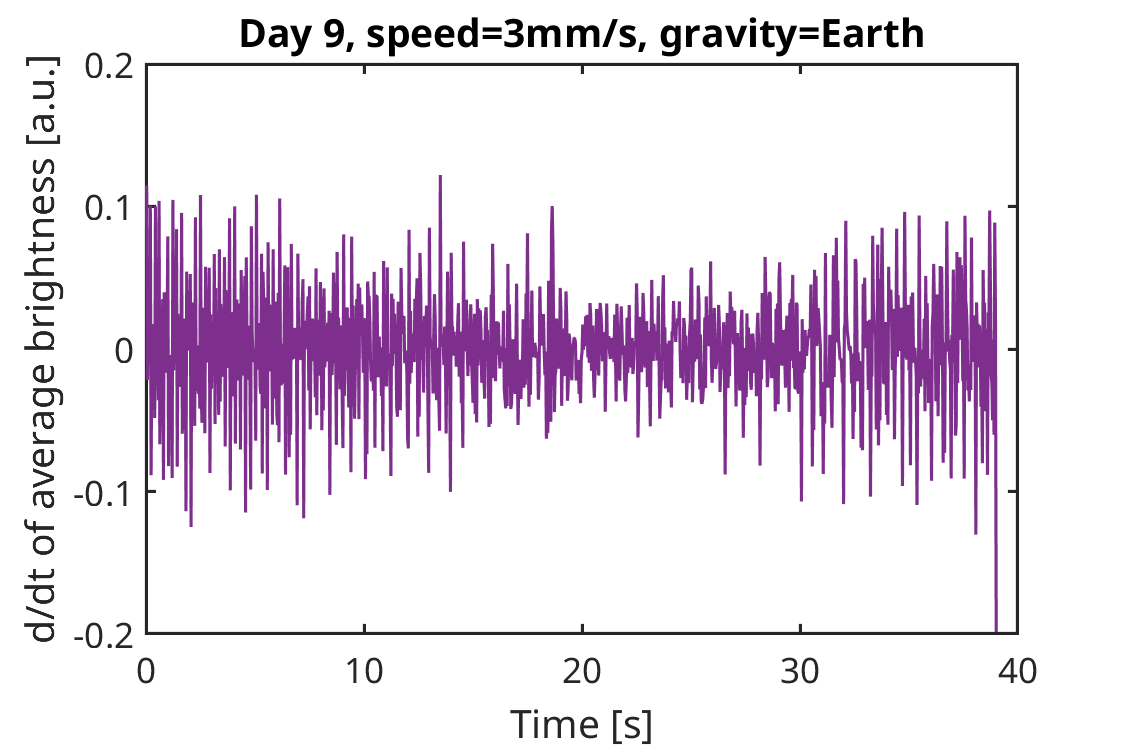 Day 9, speed=3mm/s, gravity=Earth
d/dt of average brightness [a.u.]
0.2
0.1
0
-0.1
-0.2
0 10 20 30 40
Time [s]